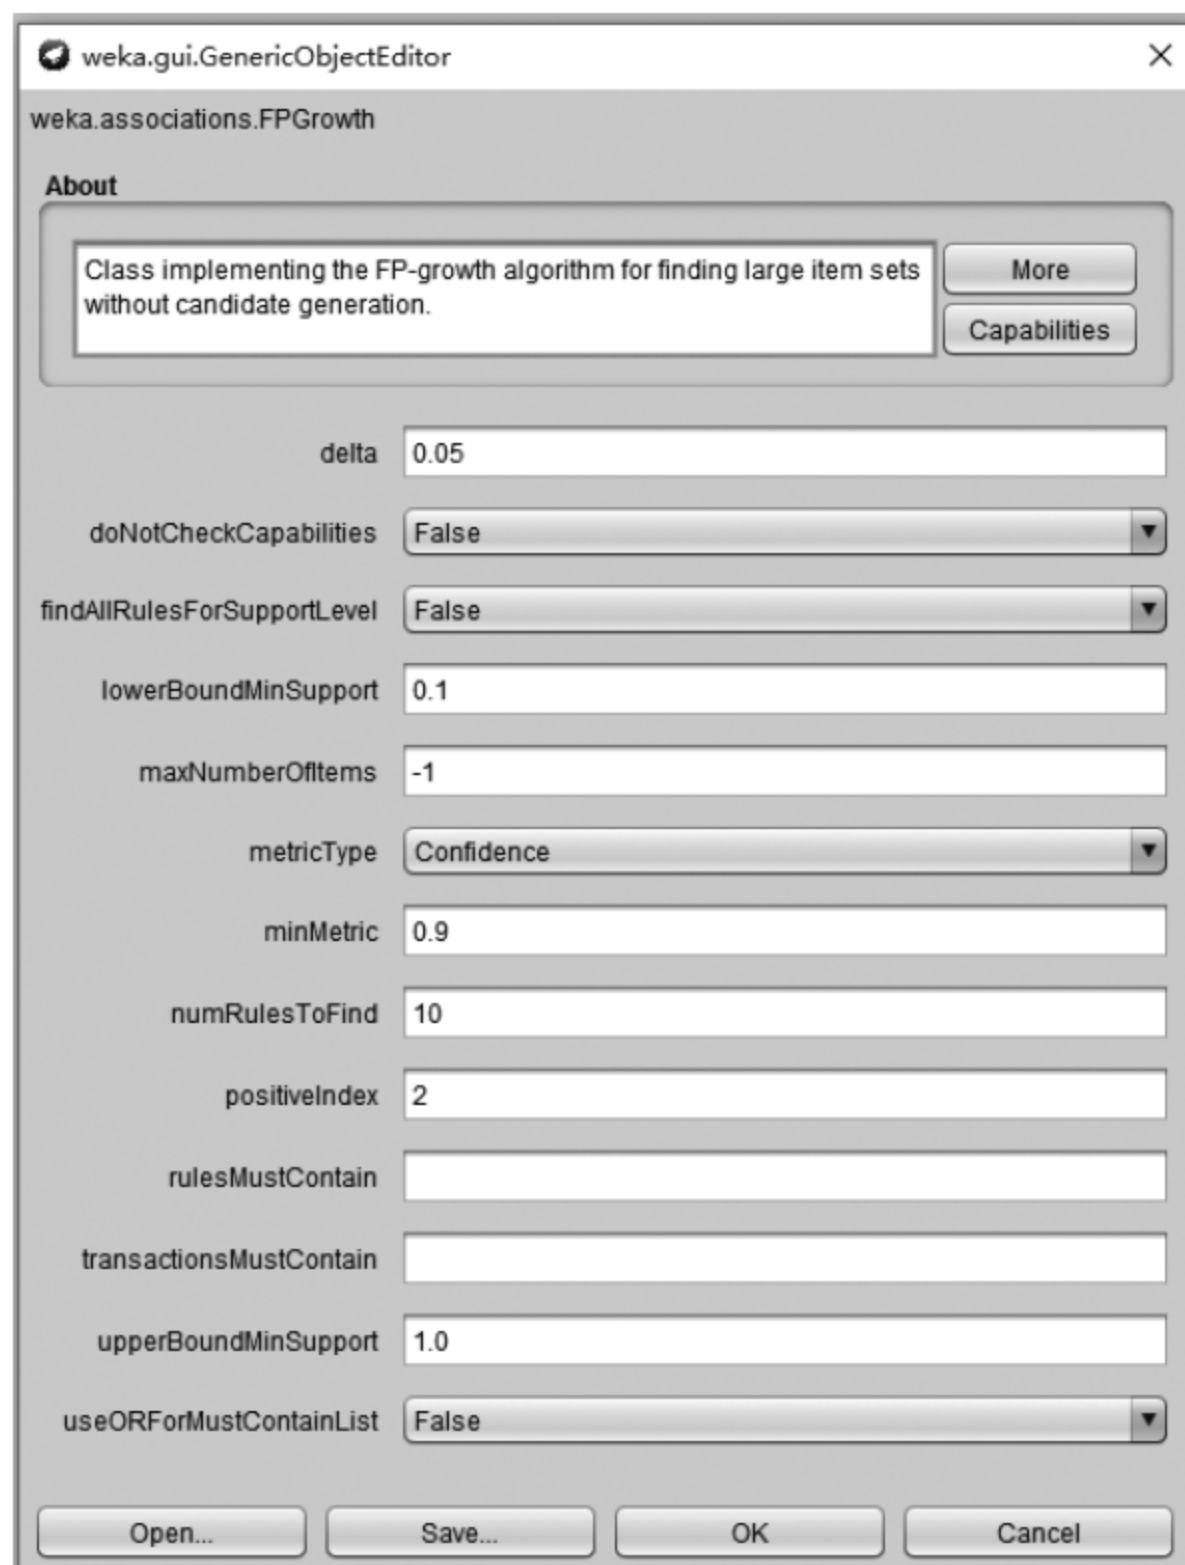 weka.gui.GenericObjectEditor
weka.associations.FPGrowth
About
Class implementing the FP-growth algorithm for finding large item sets
without candidate generation.
More
Capabilities
delta 0.05
doNotCheckCapabilities False
findAllRulesForSupportLevel False
lowerBoundMinSupport 0.1
maxNumberOfItems -1
metricType Confidence
minMetric 0.9
numRulesToFind 10
positiveIndex 2
rulesMustContain
transactionsMustContain
upperBoundMinSupport 1.0
useORForMustContainList False
Open... Save... OK Cancel